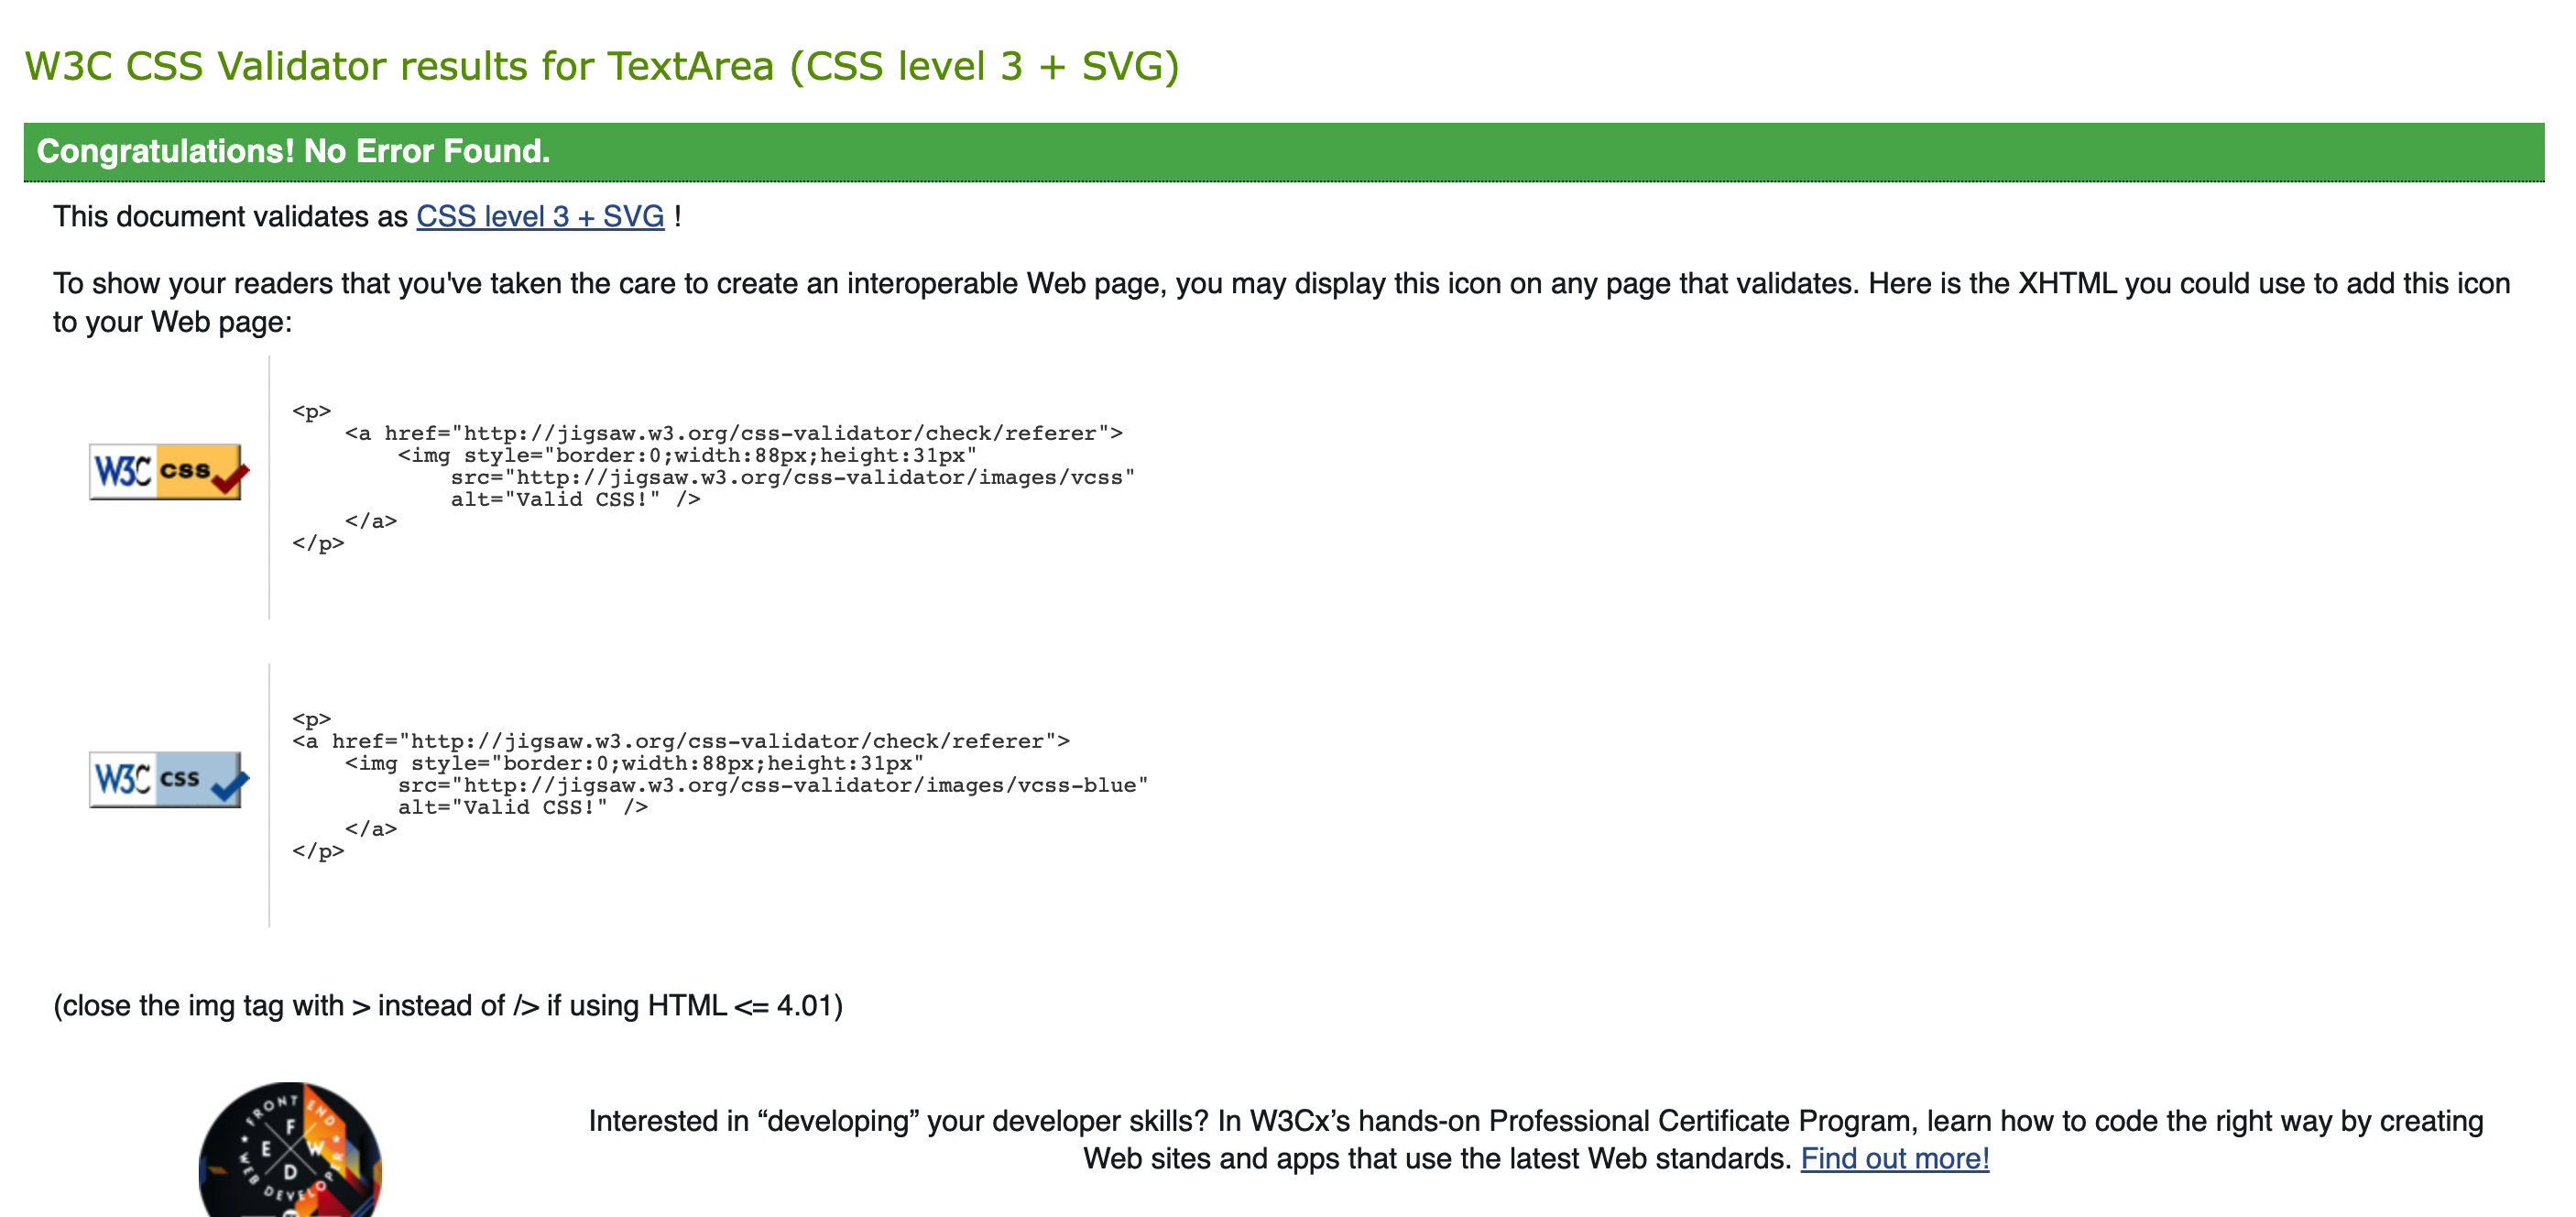 W3C CSS Validator results for TextArea (CSS level 3 + SVG)
Congratulations! No Error Found.
This document validates as CSS level 3 + SVG !
To show your readers that you've taken the care to create an interoperable Web page, you may display this icon on any page that validates. Here is the XHTML you could use to add this icon
to your Web page:
W3C css
<p>
    <a href="http://jigsaw.w3.org/css-validator/check/referer">
        <img style="border:0;width:88px;height:31px"
            src="http://jigsaw.w3.org/css-validator/images/vcss"
            alt="Valid CSS!" />
    </a>
</p>
W3C css
<p>
<a href="http://jigsaw.w3.org/css-validator/check/referer">
    <img style="border:0;width:88px;height:31px"
        src="http://jigsaw.w3.org/css-validator/images/vcss-blue"
        alt="Valid CSS!" />
    </a>
</p>
(close the img tag with > instead of /> if using HTML <= 4.01)
FRONT END
F
E W
D
WEB DEVELOPER
Interested in “developing” your developer skills? In W3Cx’s hands-on Professional Certificate Program, learn how to code the right way by creating
Web sites and apps that use the latest Web standards. Find out more!